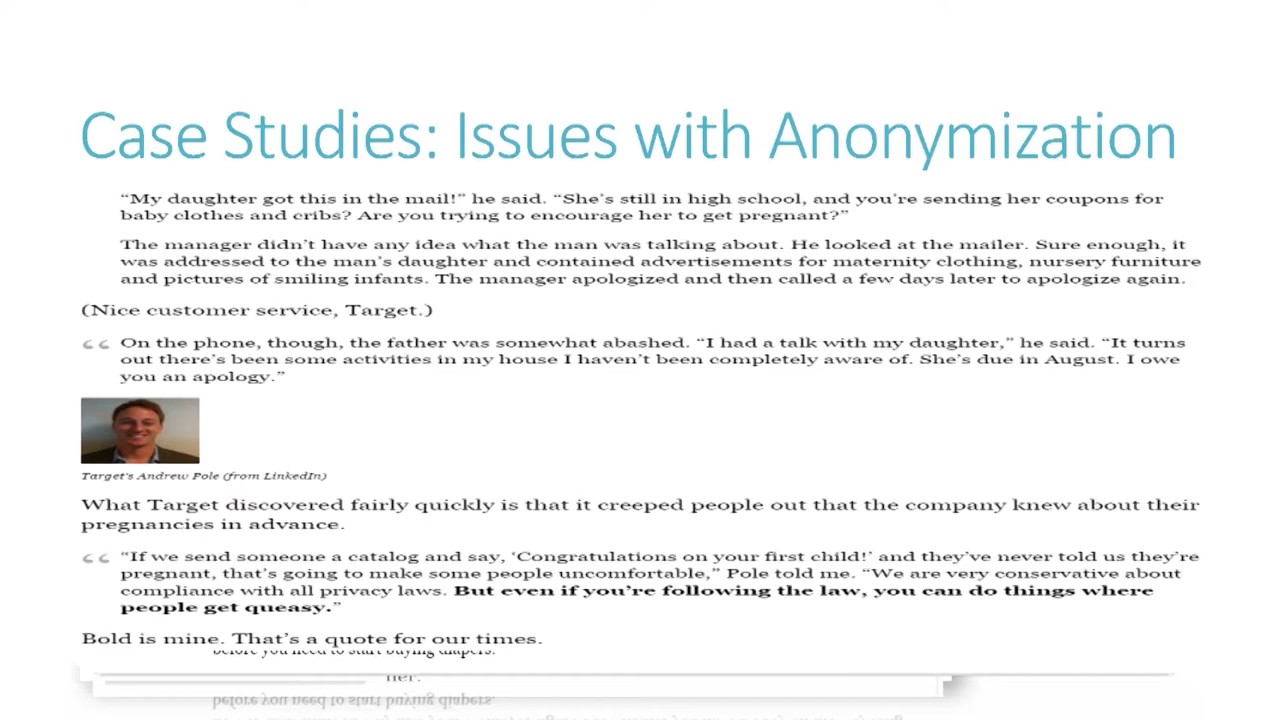 Case Studies: Issues with Anonymization
“My daughter got this in the mail!” he said. “She’s still in high school, and you’re sending her coupons for
baby clothes and cribs? Are you trying to encourage her to get pregnant?”
The manager didn’t have any idea what the man was talking about. He looked at the mailer. Sure enough, it
was addressed to the man’s daughter and contained advertisements for maternity clothing, nursery furniture
and pictures of smiling infants. The manager apologized and then called a few days later to apologize again.
(Nice customer service, Target.)
“ On the phone, though, the father was somewhat abashed. “I had a talk with my daughter,” he said. “It turns
out there’s been some activities in my house I haven’t been completely aware of. She’s due in August. I owe
you an apology.”
Target's Andrew Pole (from LinkedIn)
What Target discovered fairly quickly is that it creeped people out that the company knew about their
pregnancies in advance.
“ “If we send someone a catalog and say, ‘Congratulations on your first child!’ and they’ve never told us they’re
pregnant, that’s going to make some people uncomfortable,” Pole told me. “We are very conservative about
compliance with all privacy laws. But even if you’re following the law, you can do things where
people get queasy.”
Bold is mine. That’s a quote for our times.
before you need to start buying diapers.
her.
before you need to start buying diapers.